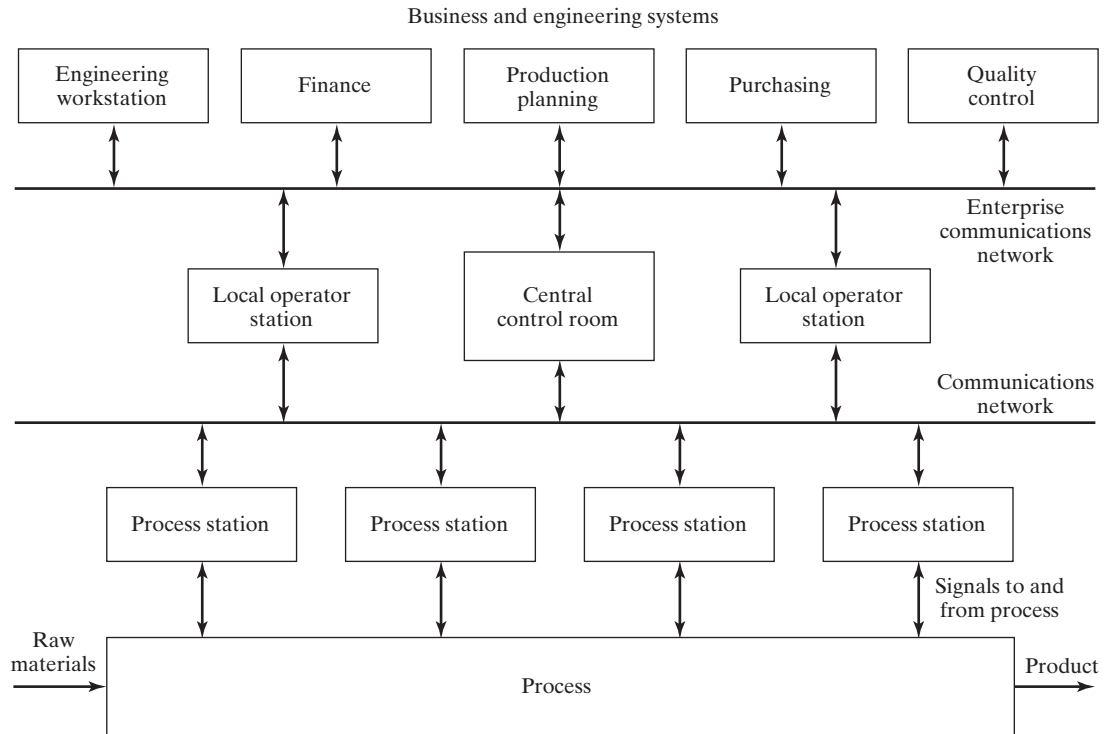 Business and engineering systems
Engineering
workstation
Finance
Production
planning
Purchasing
Quality
control
Enterprise
communications
network
Local operator
station
Central
control room
Local operator
station
Communications
network
Process station
Process station
Process station
Process station
Signals to and
from process
Raw
materials
Process
Product